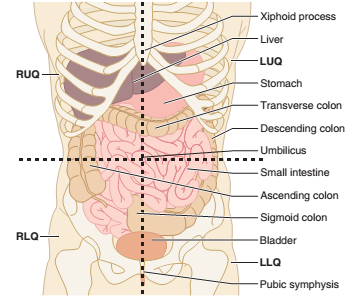 Xiphoid process
Liver
LUQ
RUQ
Stomach
Transverse colon
Descending colon
Umbilicus
Small intestine
Ascending colon
Sigmoid colon
RLQ
Bladder
LLQ
Pubic symphysis